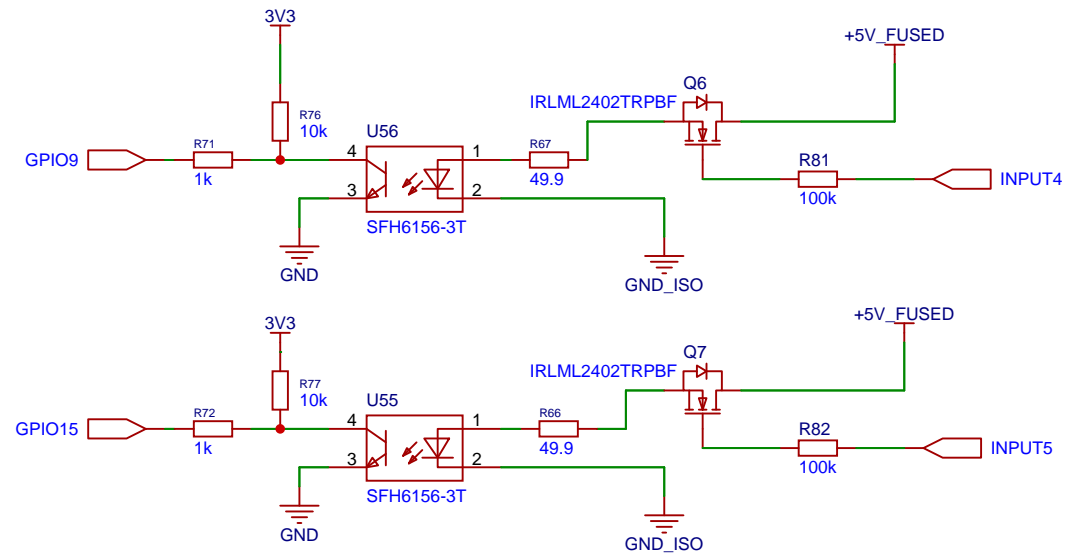 3V3
+5V_FUSED
Q6
IRLML2402TRPBF
R76
10k
U56
GPIO9
R71
1k
4
3
1
2
R67
49.9
R81
100k
INPUT4
SFH6156-3T
GND
GND_ISO
3V3
+5V_FUSED
Q7
IRLML2402TRPBF
R77
10k
U55
GPIO15
R72
1k
4
3
1
2
R66
49.9
R82
100k
INPUT5
SFH6156-3T
GND
GND_ISO